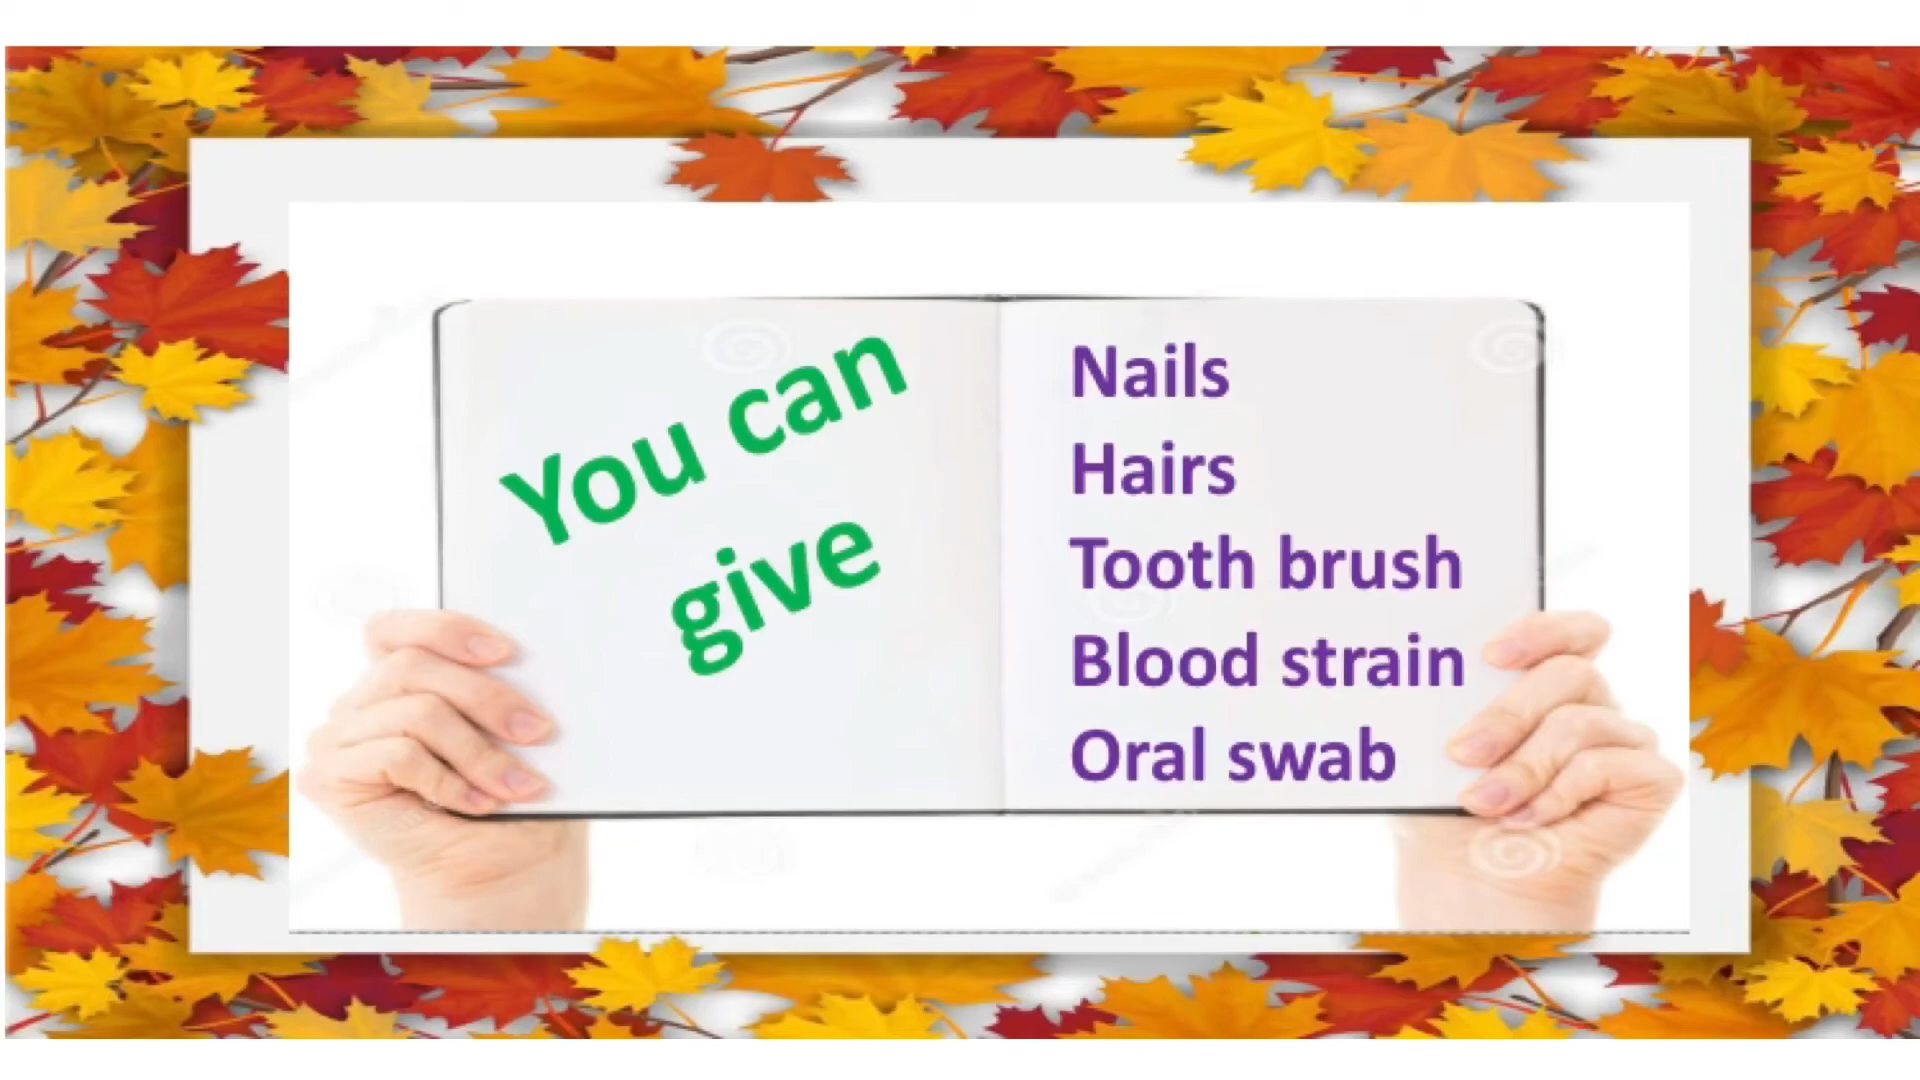 You can
give
Nails
Hairs
Tooth brush
Blood strain
Oral swab